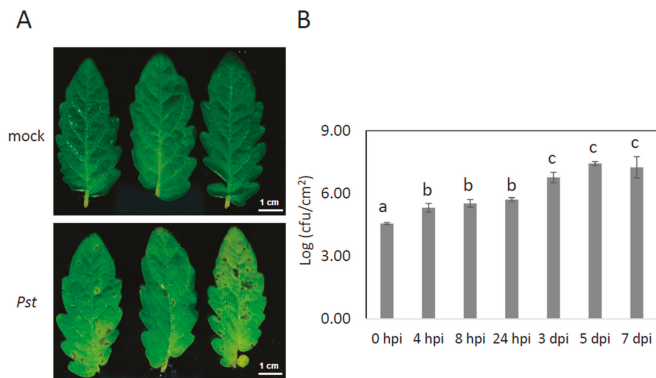 A
mock
1 cm
Pst
1 cm
B
Log (cfu/cm²)
9.00
6.00
3.00
0.00
a
b
b
b
c
c
c
0 hpi 4 hpi 8 hpi 24 hpi 3 dpi 5 dpi 7 dpi